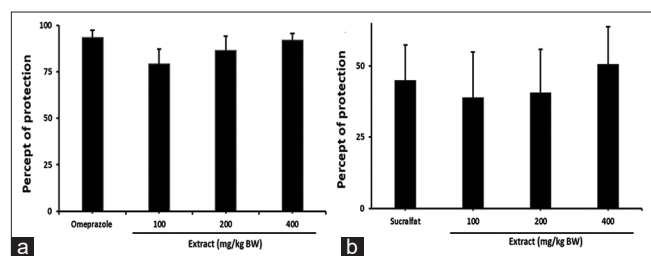 Percept of protection
100
75
50
25
0
Omeprazole 100 200 400
Extract (mg/kg BW)
a
Percept of protection
50
25
0
Sucralfat 100 200 400
Extract (mg/kg BW)
b